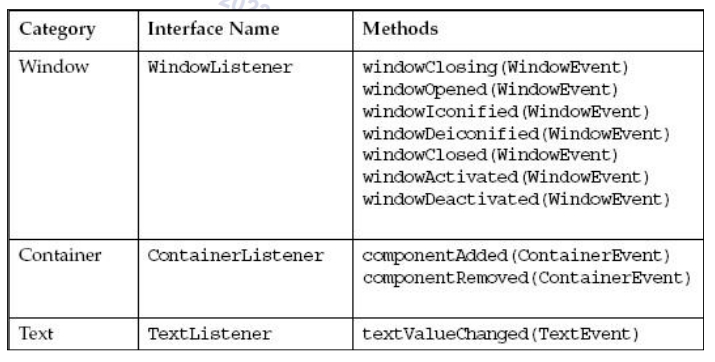 2023
Category Interface Name Methods
Window WindowListener windowClosing(WindowEvent)
windowOpened(WindowEvent)
windowIconified(WindowEvent)
windowDeiconified(WindowEvent)
windowClosed(WindowEvent)
windowActivated(WindowEvent)
windowDeactivated(WindowEvent)
Container ContainerListener componentAdded(ContainerEvent)
componentRemoved(ContainerEvent)
Text TextListener textValueChanged(TextEvent)